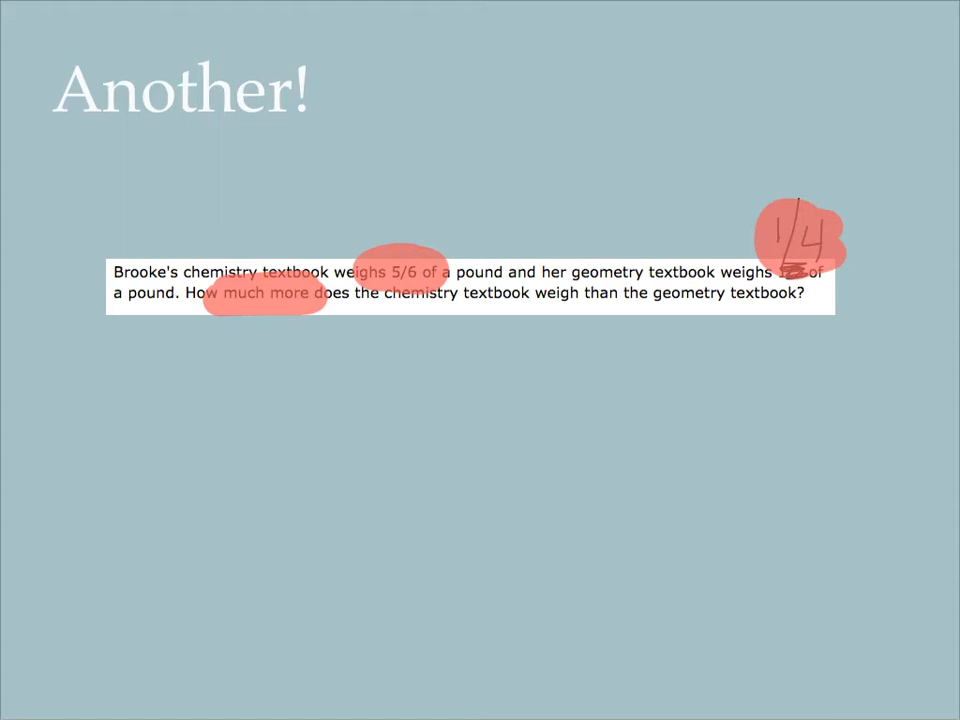 Another!
1/4
Brooke's chemistry textbook weighs 5/6 of a pound and her geometry textbook weighs of
a pound. How much more does the chemistry textbook weigh than the geometry textbook?